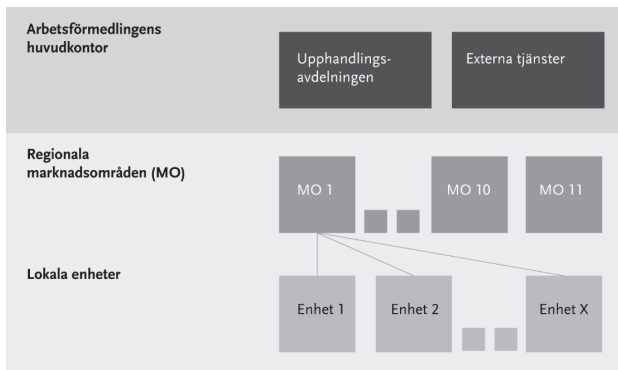 Arbetsförmedlingens
huvudkontor
Upphandlings-
avdelningen
Externa tjänster
Regionala
marknadsområden (MO)
MO 1
MO 10
MO 11
Lokala enheter
Enhet 1
Enhet 2
Enhet X